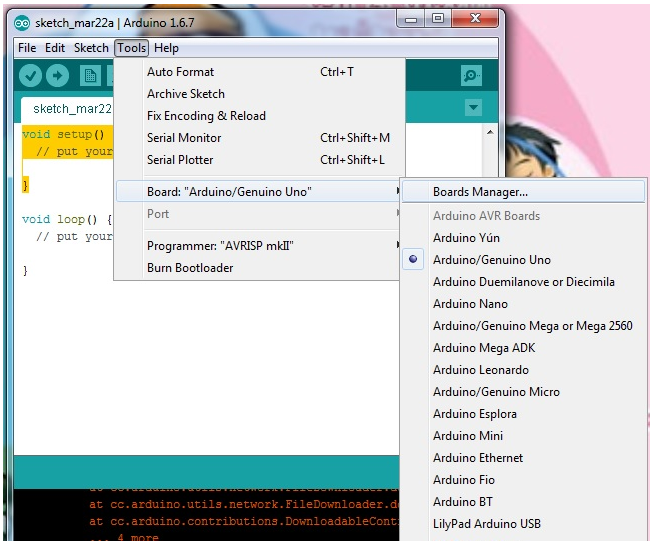 sketch_mar22a | Arduino 1.6.7
File Edit Sketch Tools Help
sketch_mar22
void setup()
// put your
}
void loop() {
// put your
}
Auto Format Ctrl+T
Archive Sketch
Fix Encoding & Reload
Serial Monitor Ctrl+Shift+M
Serial Plotter Ctrl+Shift+L
Board: "Arduino/Genuino Uno"
Port
Programmer: "AVRISP mkII"
Burn Bootloader
Boards Manager...
Arduino AVR Boards
Arduino Yún
Arduino/Genuino Uno
Arduino Duemilanove or Diecimila
Arduino Nano
Arduino/Genuino Mega or Mega 2560
Arduino Mega ADK
Arduino Leonardo
Arduino/Genuino Micro
Arduino Esplora
Arduino Mini
Arduino Ethernet
Arduino Fio
Arduino BT
LilyPad Arduino USB
at cc.arduino.utils.network.FileDownloader.do
at cc.arduino.contributions.DownloadableConti
... 4 more